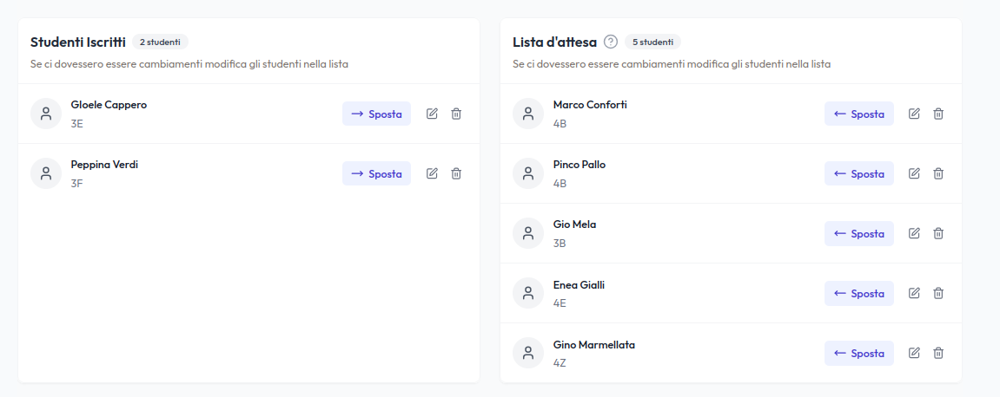 Studenti Iscritti 2 studenti
Se ci dovessero essere cambiamenti modifica gli studenti nella lista
Gloele Cappero
3E
→ Sposta
Peppina Verdi
3F
→ Sposta
Lista d'attesa ? 5 studenti
Se ci dovessero essere cambiamenti modifica gli studenti nella lista
Marco Conforti
4B
← Sposta
Pinco Pallo
4B
← Sposta
Gio Mela
3B
← Sposta
Enea Gialli
4E
← Sposta
Gino Marmellata
4Z
← Sposta